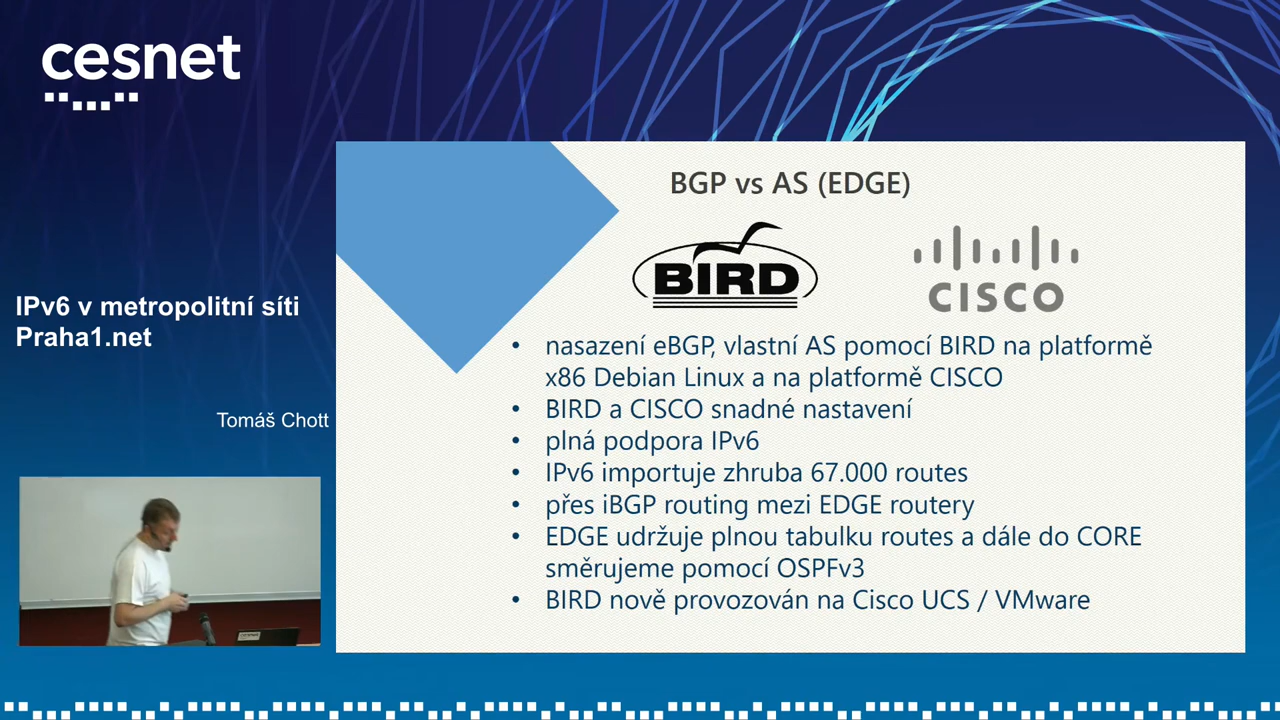 cesnet
IPv6 v metropolitní síti
Praha1.net
Tomáš Chott
BGP vs AS (EDGE)
BIRD
CISCO
• nasazení eBGP, vlastní AS pomocí BIRD na platformě
x86 Debian Linux a na platformě CISCO
• BIRD a CISCO snadné nastavení
• plná podpora IPv6
• IPv6 importuje zhruba 67.000 routes
• přes iBGP routing mezi EDGE routery
• EDGE udržuje plnou tabulku routes a dále do CORE
směrujeme pomocí OSPFv3
• BIRD nově provozován na Cisco UCS / VMware